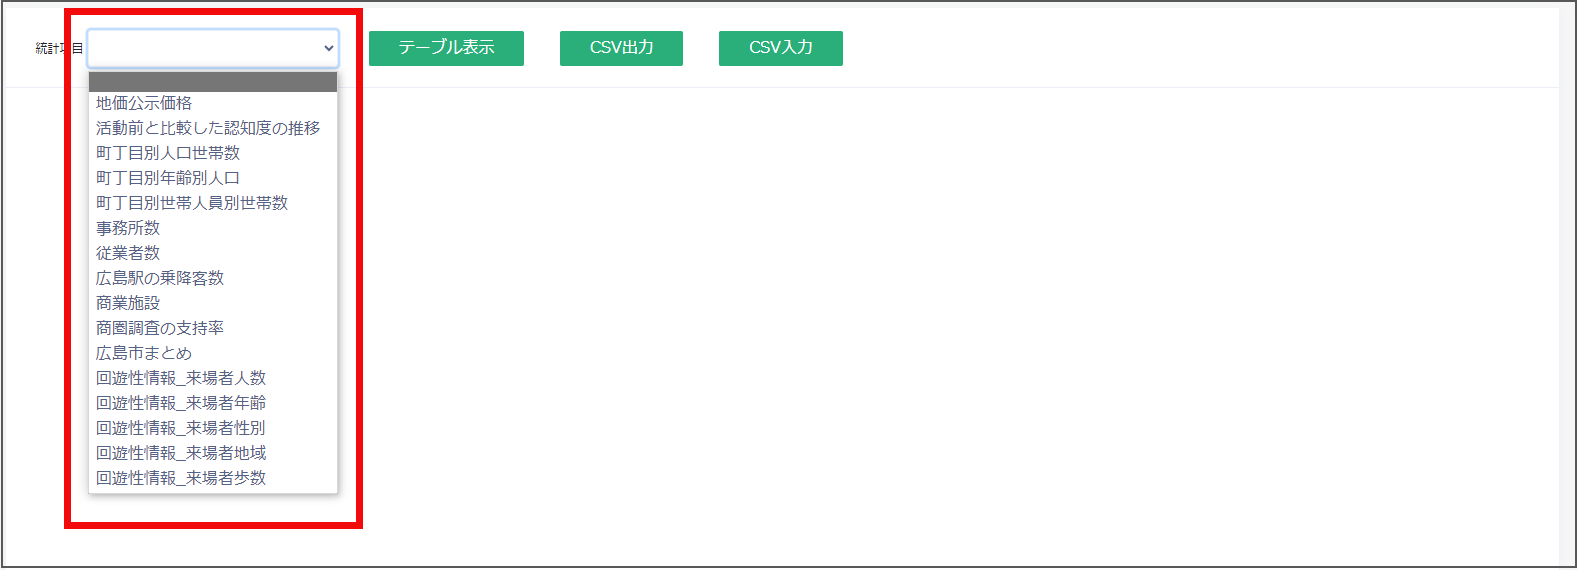 統計項目
テーブル表示
CSV出力
CSV入力
地価公示価格
活動前と比較した認知度の推移
町丁目別人口世帯数
町丁目別年齢別人口
町丁目別世帯人員別世帯数
事務所数
従業者数
広島駅の乗降客数
商業施設
商圏調査の支持率
広島市まとめ
回遊性情報_来場者人数
回遊性情報_来場者年齢
回遊性情報_来場者性別
回遊性情報_来場者地域
回遊性情報_来場者歩数